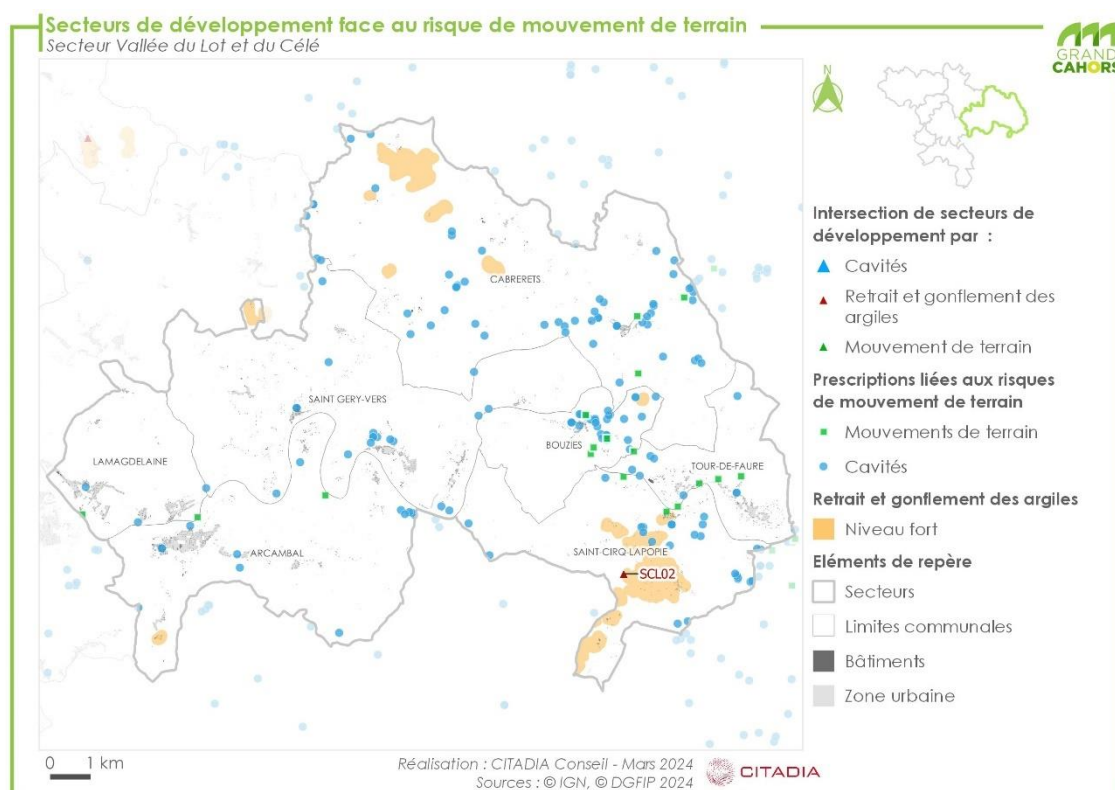 Secteurs de développement face au risque de mouvement de terrain
Secteur Vallée du Lot et du Célé
GRAND
CAHORS
N
CABRERETS
SAINT GERY-VERS
LAMAGDELAINE
BOUZIES
TOUR-DE-FAURE
ARCAMBAL
SAINT-CIRQ-LAPOPIE
SCL02
Intersection de secteurs de
développement par :
Cavités
Retrait et gonflement des
argiles
Mouvement de terrain
Prescriptions liées aux risques
de mouvement de terrain
Mouvements de terrain
Cavités
Retrait et gonflement des argiles
Niveau fort
Eléments de repère
Secteurs
Limites communales
Bâtiments
Zone urbaine
0 1 km
Réalisation : CITADIA Conseil - Mars 2024
Sources : © IGN, © DGFIP 2024
CITADIA